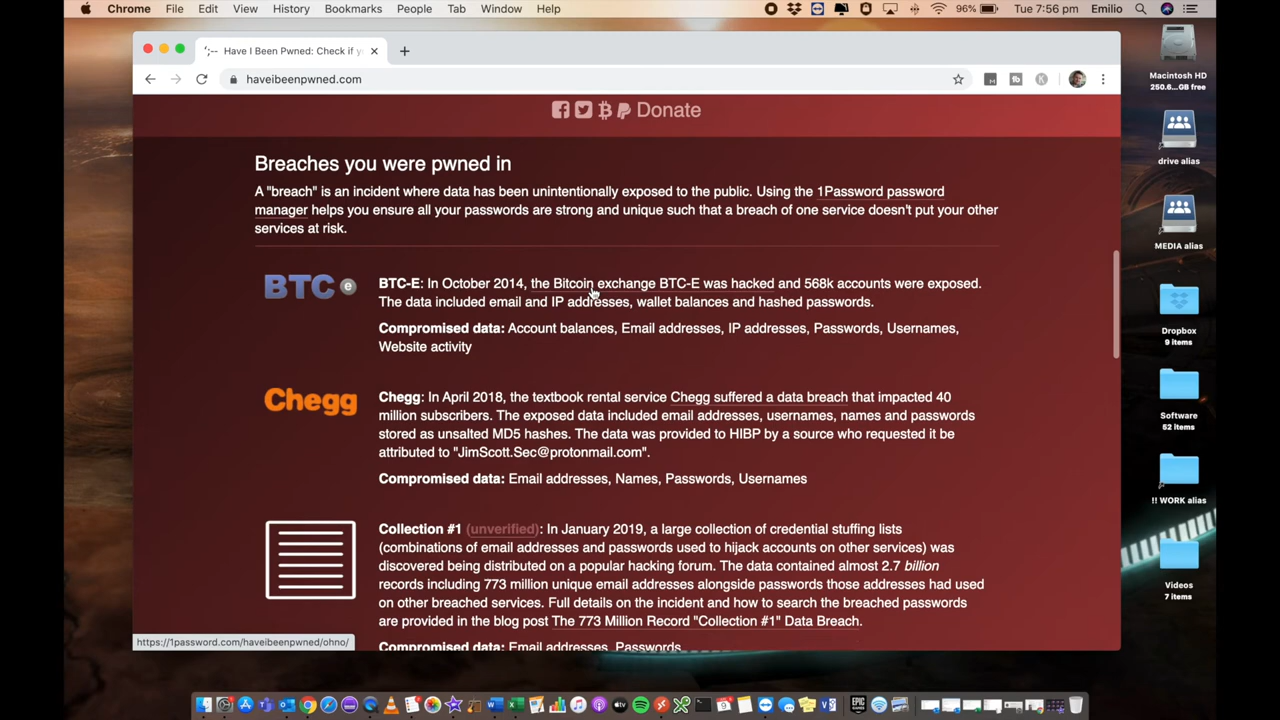 Chrome File Edit View History Bookmarks People Tab Window Help 96% Tue 7:56 pm Emilio
Have I Been Pwned: Check if y
haveibeenpwned.com
Donate
Breaches you were pwned in
A "breach" is an incident where data has been unintentionally exposed to the public. Using the 1Password password
manager helps you ensure all your passwords are strong and unique such that a breach of one service doesn't put your other
services at risk.
BTC e
BTC-E: In October 2014, the Bitcoin exchange BTC-E was hacked and 568k accounts were exposed.
The data included email and IP addresses, wallet balances and hashed passwords.
Compromised data: Account balances, Email addresses, IP addresses, Passwords, Usernames,
Website activity
Chegg
Chegg: In April 2018, the textbook rental service Chegg suffered a data breach that impacted 40
million subscribers. The exposed data included email addresses, usernames, names and passwords
stored as unsalted MD5 hashes. The data was provided to HIBP by a source who requested it be
attributed to "JimScott.Sec@protonmail.com".
Compromised data: Email addresses, Names, Passwords, Usernames
Collection #1 (unverified): In January 2019, a large collection of credential stuffing lists
(combinations of email addresses and passwords used to hijack accounts on other services) was
discovered being distributed on a popular hacking forum. The data contained almost 2.7 billion
records including 773 million unique email addresses alongside passwords those addresses had used
on other breached services. Full details on the incident and how to search the breached passwords
are provided in the blog post The 773 Million Record "Collection #1" Data Breach.
Compromised data: Email addresses, Passwords
https://1password.com/haveibeenpwned/ohno/
Macintosh HD
250.6...GB free
drive alias
MEDIA alias
Dropbox
9 items
Software
52 items
!! WORK alias
Videos
7 items
EPIC
GAMES